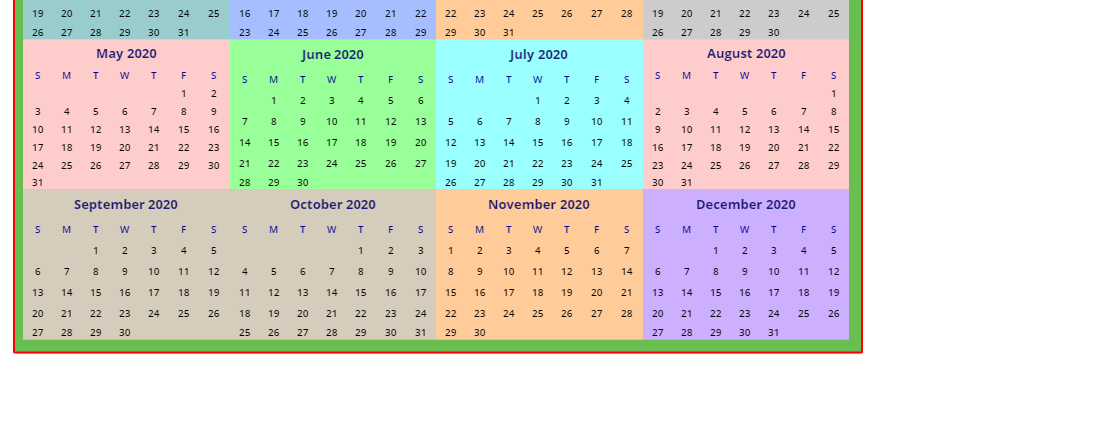 19 20 21 22 23 24 25 16 17 18 19 20 21 22 22 23 24 25 26 27 28 19 20 21 22 23 24 25
26 27 28 29 30 31 23 24 25 26 27 28 29 29 30 31 26 27 28 29 30
May 2020 June 2020 July 2020 August 2020
S M T W T F S S M T W T F S S M T W T F S S M T W T F S
1 2 1 2 3 4 5 6 1 2 3 4 1
3 4 5 6 7 8 9 7 8 9 10 11 12 13 5 6 7 8 9 10 11 2 3 4 5 6 7 8
10 11 12 13 14 15 16 14 15 16 17 18 19 20 12 13 14 15 16 17 18 9 10 11 12 13 14 15
17 18 19 20 21 22 23 21 22 23 24 25 26 27 19 20 21 22 23 24 25 16 17 18 19 20 21 22
24 25 26 27 28 29 30 28 29 30 26 27 28 29 30 31 23 24 25 26 27 28 29
31 30 31
September 2020 October 2020 November 2020 December 2020
S M T W T F S S M T W T F S S M T W T F S S M T W T F S
1 2 3 4 5 1 2 3 1 2 3 4 5 6 7 1 2 3 4 5
6 7 8 9 10 11 12 4 5 6 7 8 9 10 8 9 10 11 12 13 14 6 7 8 9 10 11 12
13 14 15 16 17 18 19 11 12 13 14 15 16 17 15 16 17 18 19 20 21 13 14 15 16 17 18 19
20 21 22 23 24 25 26 18 19 20 21 22 23 24 22 23 24 25 26 27 28 20 21 22 23 24 25 26
27 28 29 30 25 26 27 28 29 30 31 29 30 27 28 29 30 31